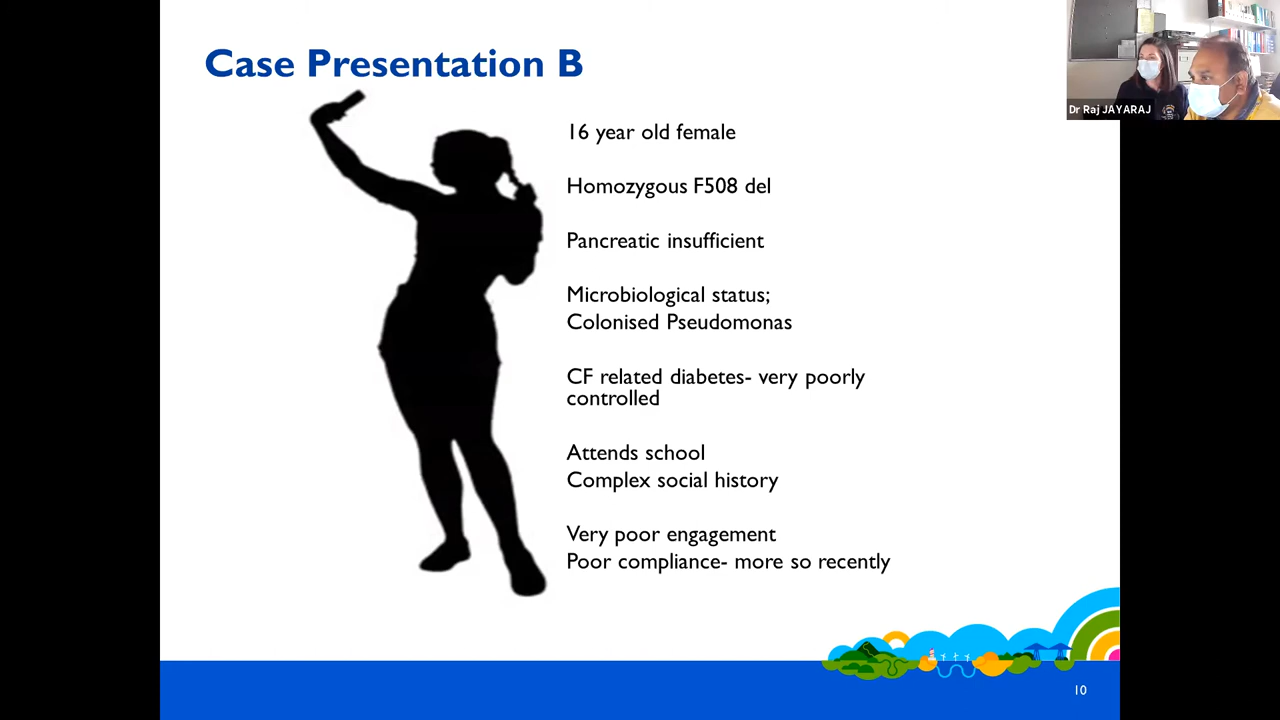 Case Presentation B
Dr Raj JAYARAJ
16 year old female
Homozygous F508 del
Pancreatic insufficient
Microbiological status;
Colonised Pseudomonas
CF related diabetes- very poorly
controlled
Attends school
Complex social history
Very poor engagement
Poor compliance- more so recently
10